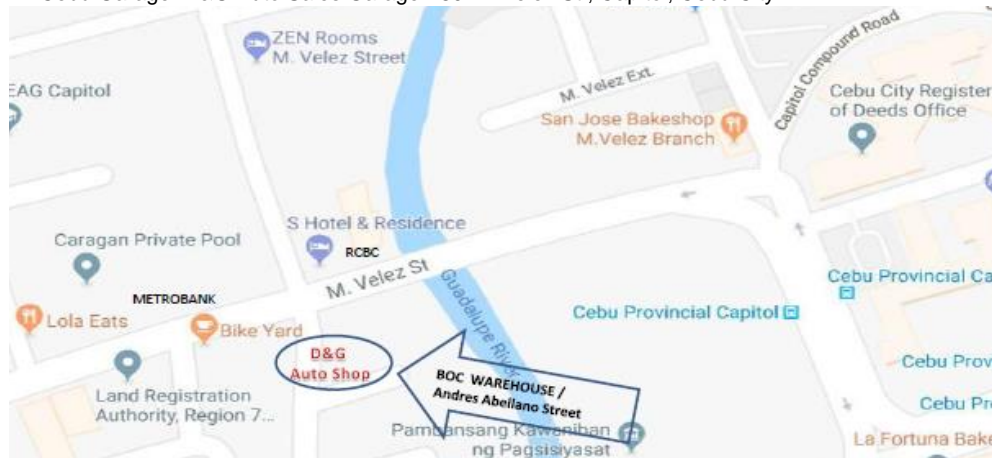 ZEN Rooms
M. Velez Street
EAG Capitol
M. Velez Ext.
Capitol Compound Road
San Jose Bakeshop
M.Velez Branch
Cebu City Register
of Deeds Office
S Hotel & Residence
RCBC
Caragan Private Pool
METROBANK
M. Velez St
Guadalupe River
Cebu Provincial Capitol
Cebu Provincial Ca
Lola Eats
Bike Yard
D&G
Auto Shop
BOC WAREHOUSE /
Andres Abellano Street
Land Registration
Authority, Region 7...
Pambansang Kawanihan
ng Pagsisiyasat
Cebu Prov
Cebu Pr
La Fortuna Bake